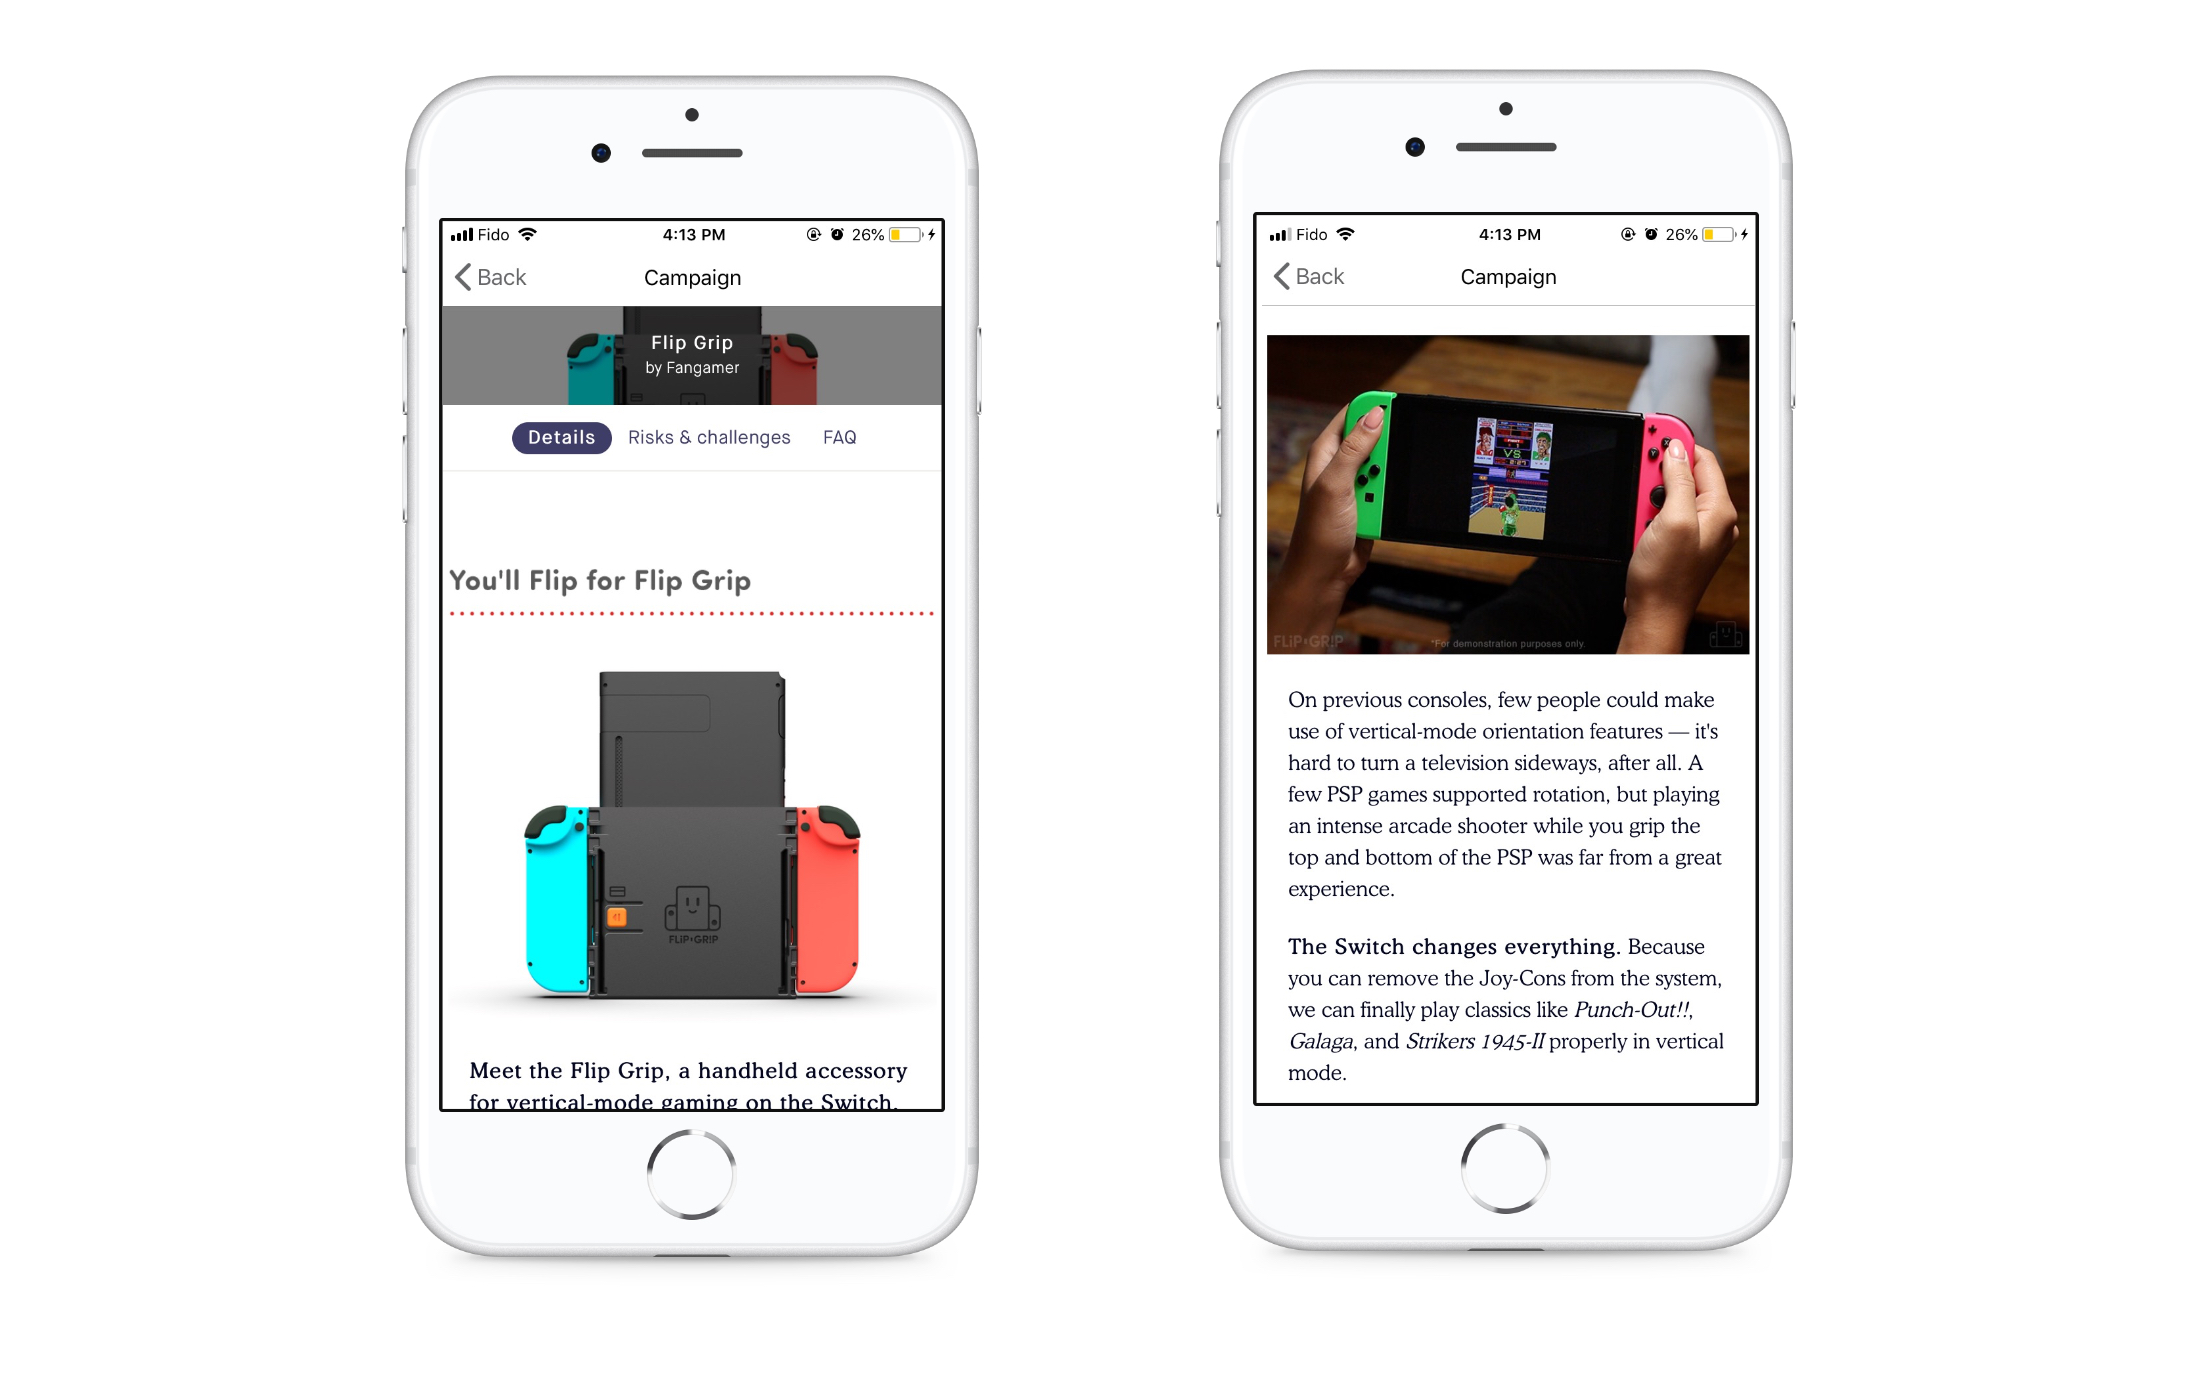 Fido 4:13 PM 26%
Back Campaign
Flip Grip
by Fangamer
Details Risks & challenges FAQ
You'll Flip for Flip Grip
FLIP GRIP
Meet the Flip Grip, a handheld accessory
for vertical-mode gaming on the Switch.
Fido 4:13 PM 26%
Back Campaign
VS
Y
FLIP GRIP *For demonstration purposes only.
On previous consoles, few people could make
use of vertical-mode orientation features — it's
hard to turn a television sideways, after all. A
few PSP games supported rotation, but playing
an intense arcade shooter while you grip the
top and bottom of the PSP was far from a great
experience.
The Switch changes everything. Because
you can remove the Joy-Cons from the system,
we can finally play classics like Punch-Out!!,
Galaga, and Strikers 1945-II properly in vertical
mode.